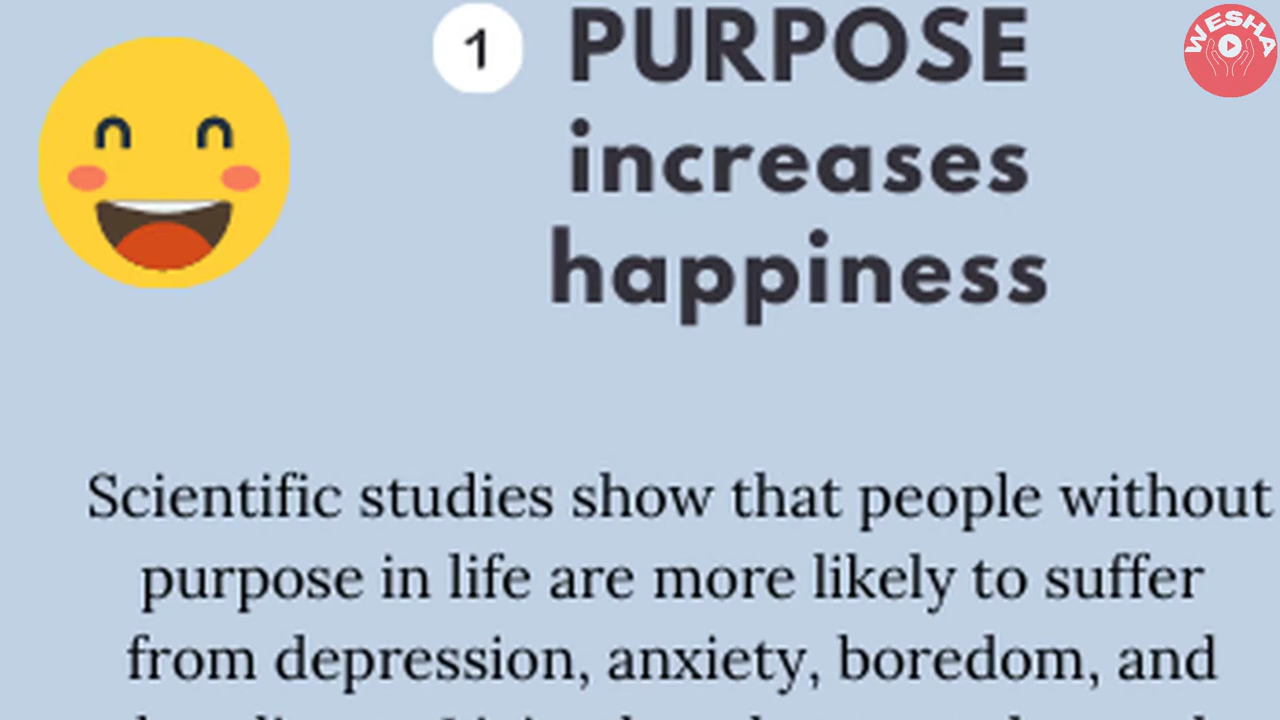 WESHA
1 PURPOSE
increases
happiness
Scientific studies show that people without
purpose in life are more likely to suffer
from depression, anxiety, boredom, and